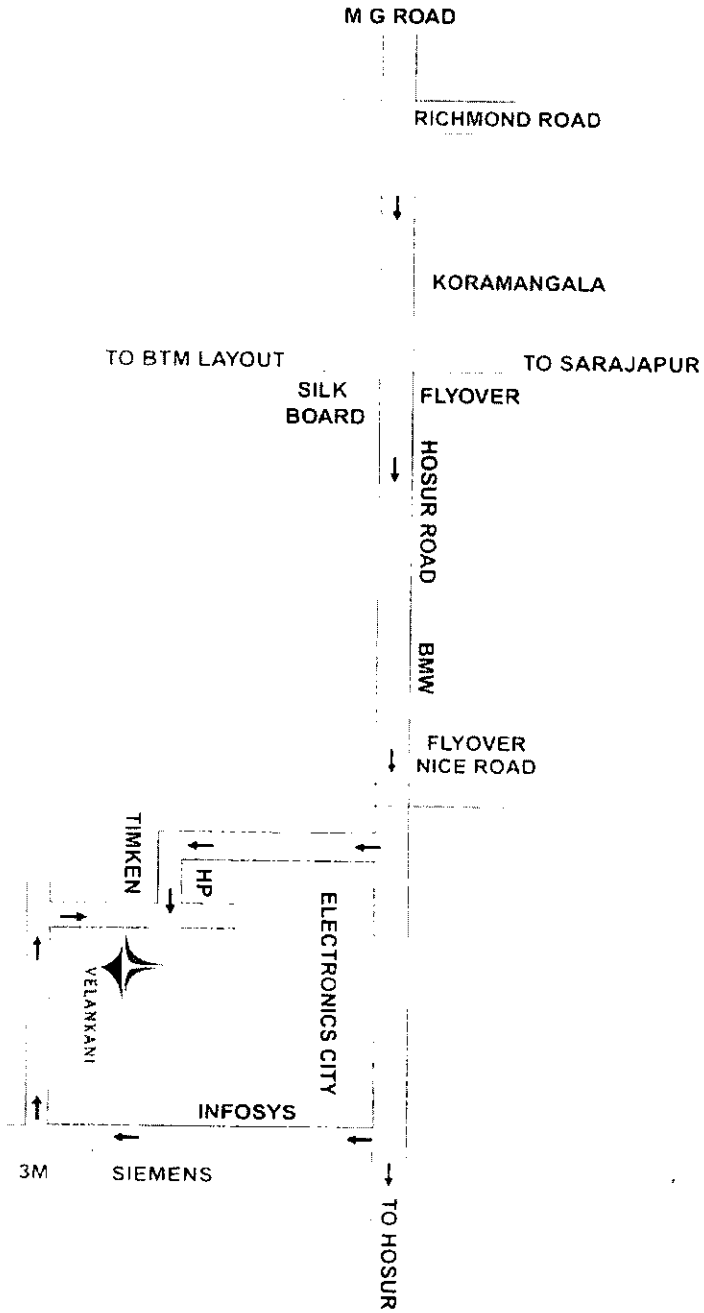 M G ROAD
RICHMOND ROAD
KORAMANGALA
TO BTM LAYOUT
TO SARAJAPUR
SILK
BOARD
FLYOVER
HOSUR ROAD
BMW
FLYOVER
NICE ROAD
TIMKEN
HP
ELECTRONICS CITY
VELANKANI
INFOSYS
3M
SIEMENS
TO HOSUR